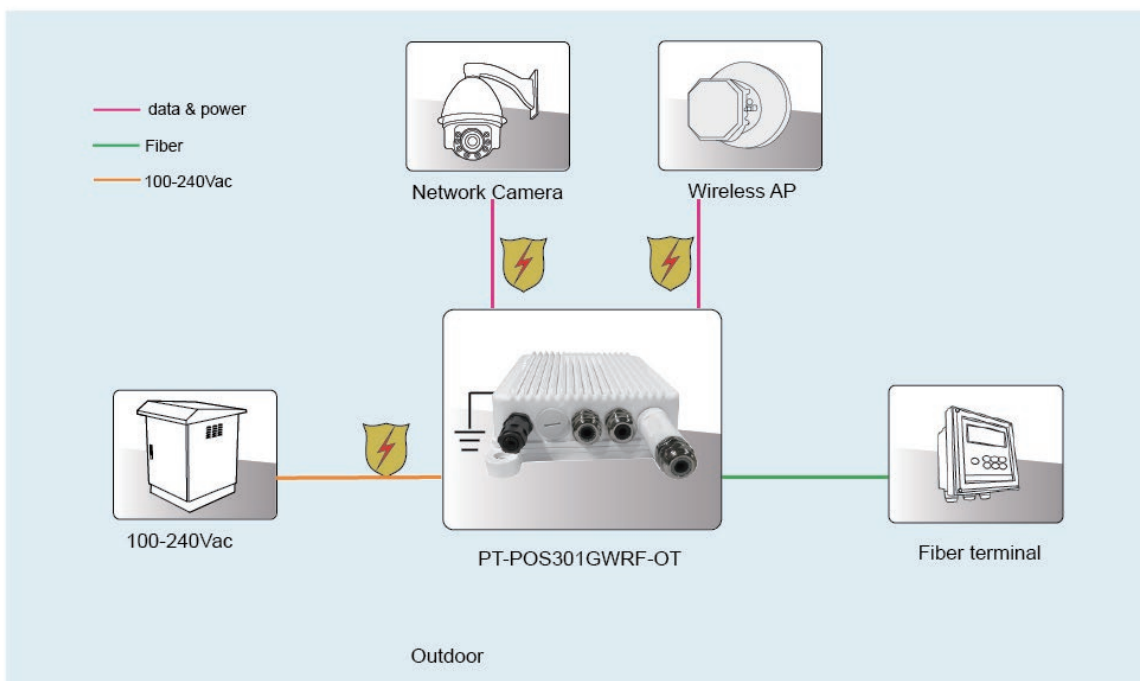 data & power
Fiber
100-240Vac
Network Camera
Wireless AP
100-240Vac
PT-POS301GWRF-OT
Fiber terminal
Outdoor